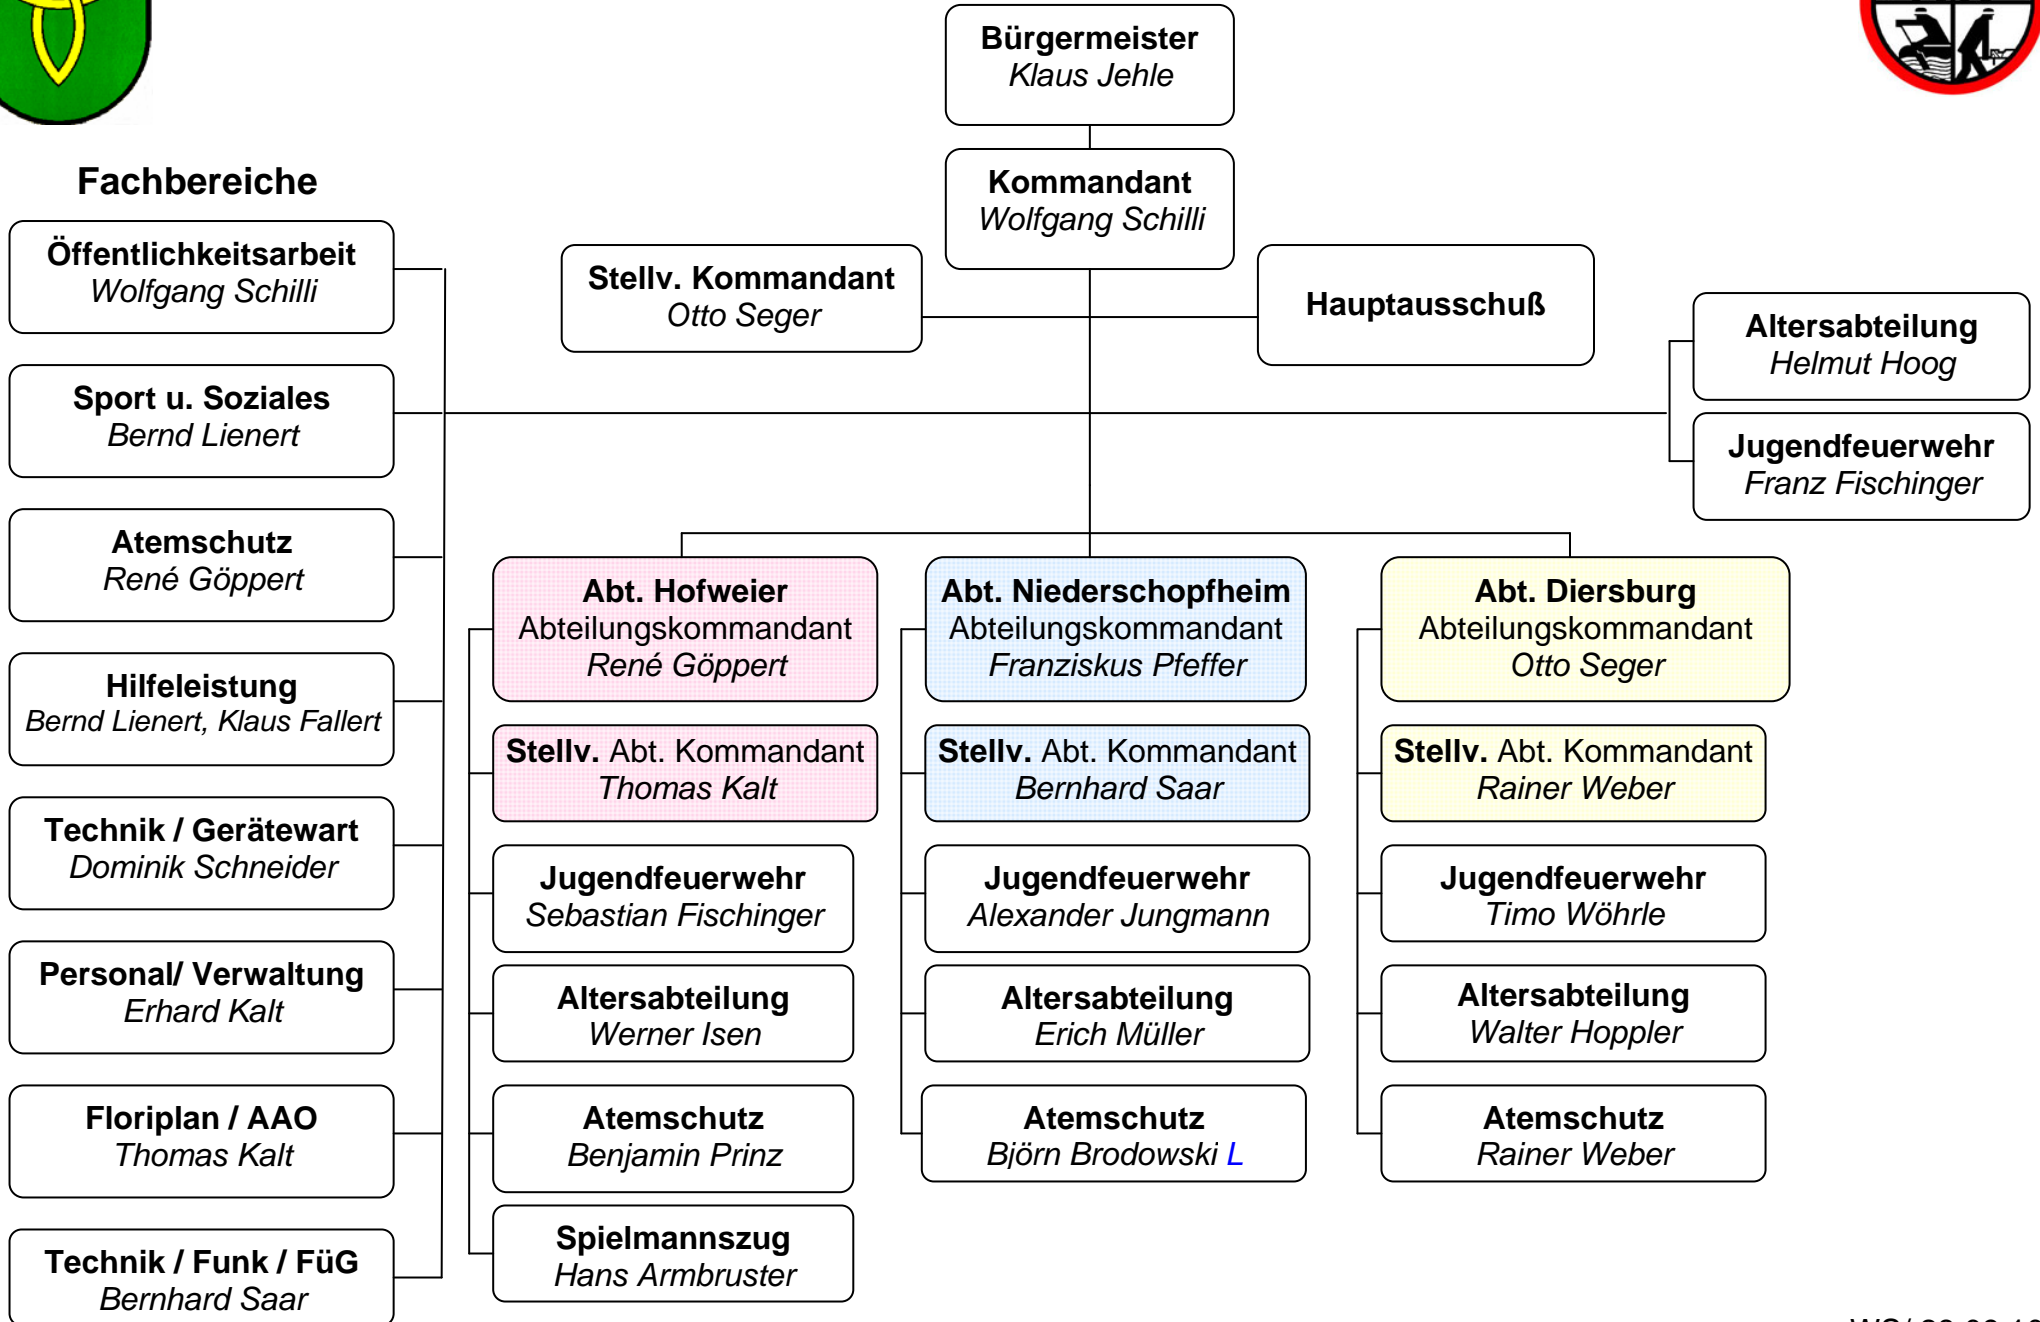 Bürgermeister
Klaus Jehle
Kommandant
Wolfgang Schilli
Stellv. Kommandant
Otto Seger
Hauptausschuß
Altersabteilung
Helmut Hoog
Jugendfeuerwehr
Franz Fischinger
Fachbereiche
Öffentlichkeitsarbeit
Wolfgang Schilli
Sport u. Soziales
Bernd Lienert
Atemschutz
René Göppert
Hilfeleistung
Bernd Lienert, Klaus Fallert
Technik / Gerätewart
Dominik Schneider
Personal/ Verwaltung
Erhard Kalt
Floriplan / AAO
Thomas Kalt
Technik / Funk / FüG
Bernhard Saar
Abt. Hofweier
Abteilungskommandant
René Göppert
Stellv. Abt. Kommandant
Thomas Kalt
Jugendfeuerwehr
Sebastian Fischinger
Altersabteilung
Werner Isen
Atemschutz
Benjamin Prinz
Spielmannszug
Hans Armbruster
Abt. Niederschopfheim
Abteilungskommandant
Franziskus Pfeffer
Stellv. Abt. Kommandant
Bernhard Saar
Jugendfeuerwehr
Alexander Jungmann
Altersabteilung
Erich Müller
Atemschutz
Björn Brodowski L
Abt. Diersburg
Abteilungskommandant
Otto Seger
Stellv. Abt. Kommandant
Rainer Weber
Jugendfeuerwehr
Timo Wöhrle
Altersabteilung
Walter Hoppler
Atemschutz
Rainer Weber